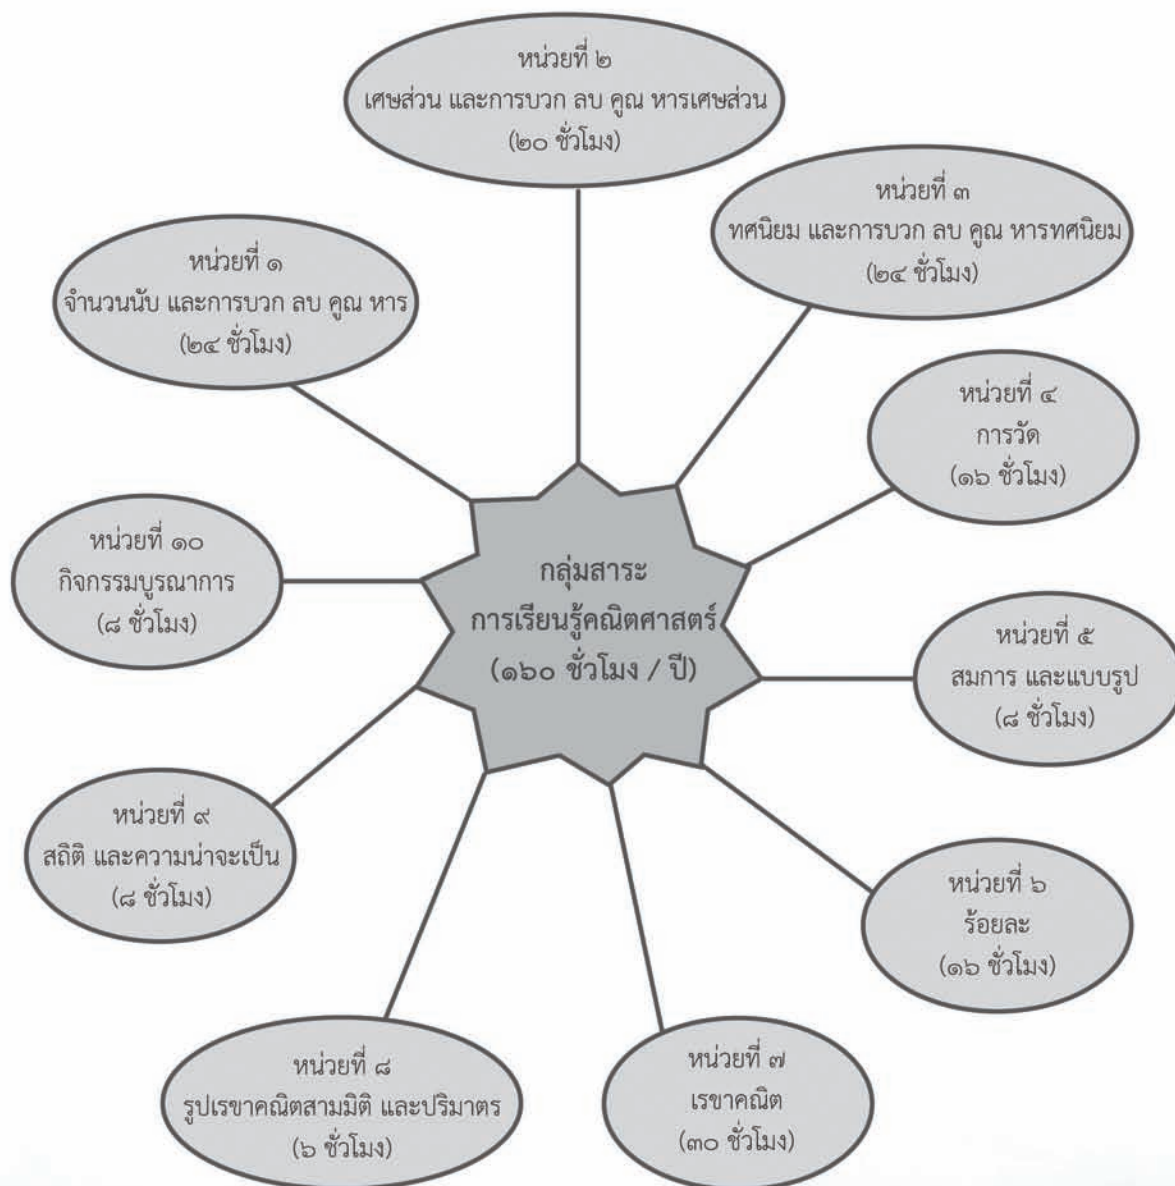 หน่วยที่ ๒
เศษส่วน และการบวก ลบ คูณ หารเศษส่วน
(๒๐ ชั่วโมง)
หน่วยที่ ๓
ทศนิยม และการบวก ลบ คูณ หารทศนิยม
(๒๔ ชั่วโมง)
หน่วยที่ ๑
จำนวนนับ และการบวก ลบ คูณ หาร
(๒๔ ชั่วโมง)
หน่วยที่ ๔
การวัด
(๑๖ ชั่วโมง)
หน่วยที่ ๑๐
กิจกรรมบูรณาการ
(๘ ชั่วโมง)
กลุ่มสาระ
การเรียนรู้คณิตศาสตร์
(๑๖๐ ชั่วโมง / ปี)
หน่วยที่ ๕
สมการ และแบบรูป
(๘ ชั่วโมง)
หน่วยที่ ๙
สถิติ และความน่าจะเป็น
(๘ ชั่วโมง)
หน่วยที่ ๖
ร้อยละ
(๑๖ ชั่วโมง)
หน่วยที่ ๘
รูปเรขาคณิตสามมิติ และปริมาตร
(๖ ชั่วโมง)
หน่วยที่ ๗
เรขาคณิต
(๓๐ ชั่วโมง)